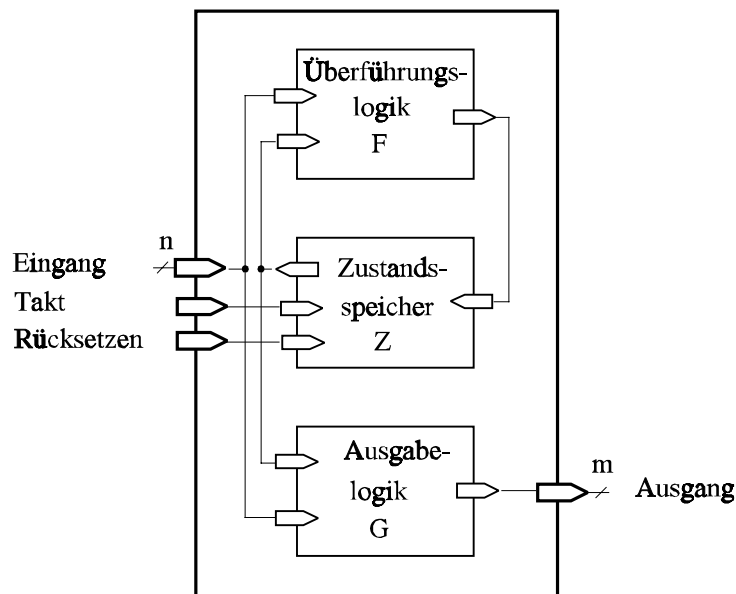 Überführungs-
logik
F
n
Eingang
Takt
Rücksetzen
Zustands-
speicher
Z
Ausgabe-
logik
G
m
Ausgang